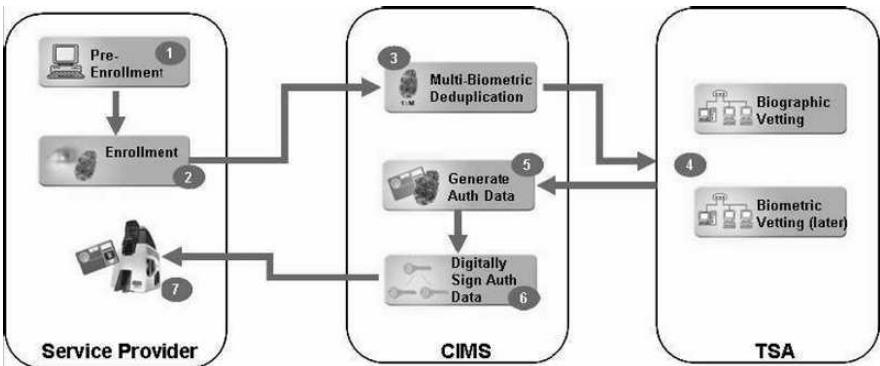 1
Pre-
Enrollment
Enrollment
2
7
Service Provider
3
1:M
Multi-Biometric
Deduplication
5
Generate
Auth Data
Digitally
Sign Auth
Data
6
CIMS
4
Biographic
Vetting
Biometric
Vetting (later)
TSA